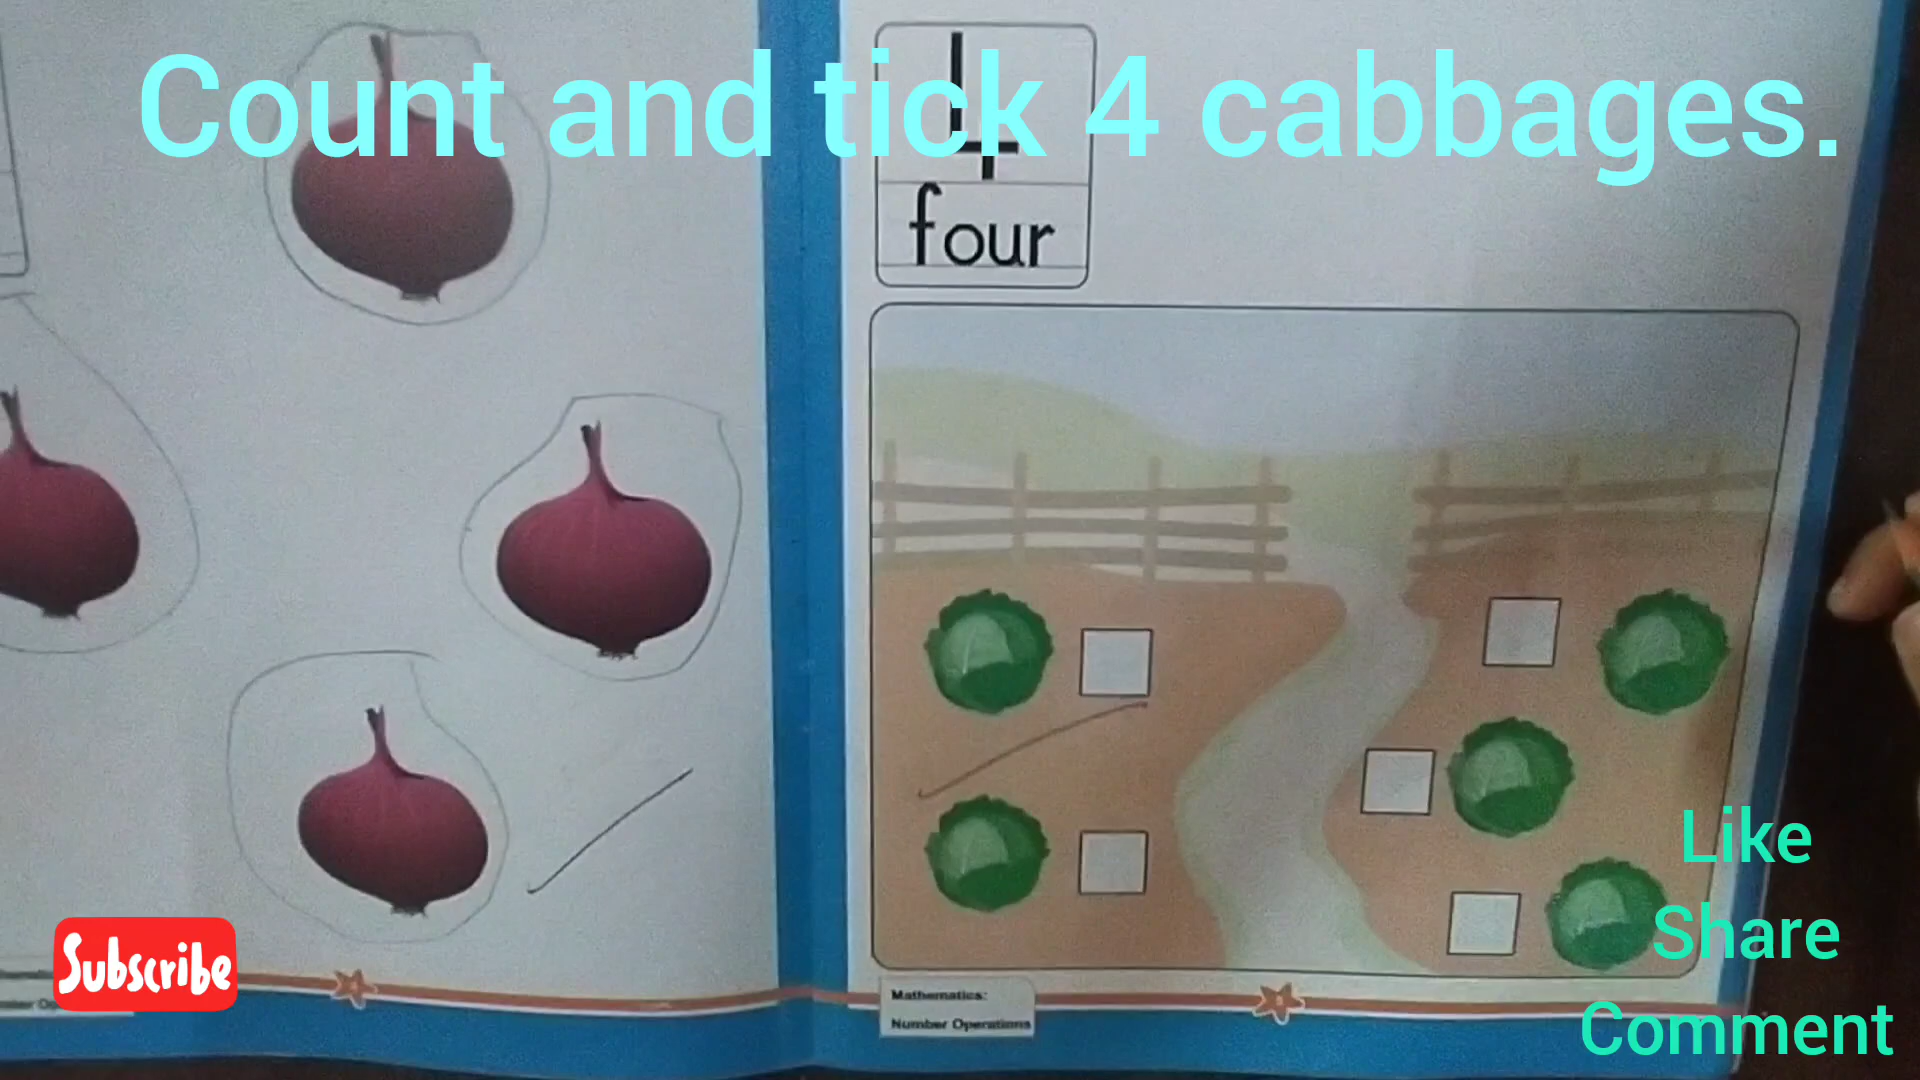 Count and tick 4 cabbages.
4
four
Like
Share
Comment
Subscribe
Mathematics:
Number Operations